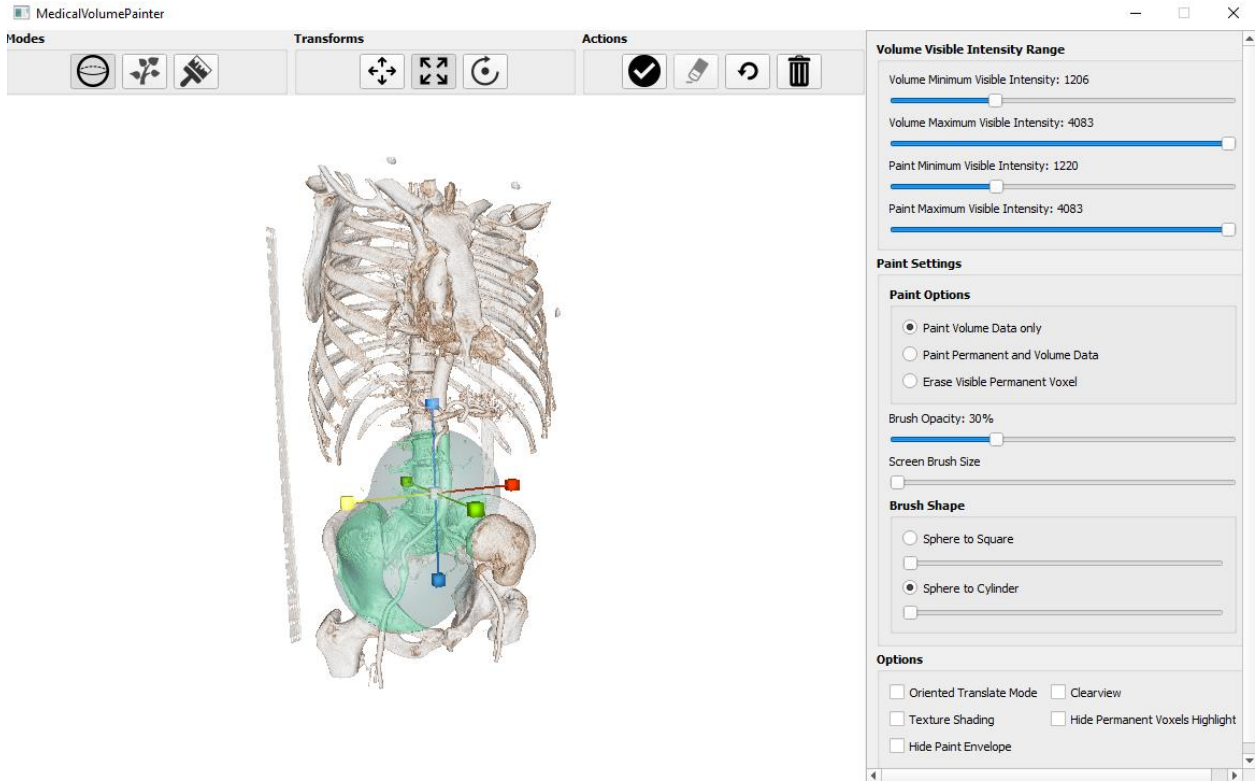 MedicalVolumePainter
Modes
Transforms
Actions
Volume Visible Intensity Range
Volume Minimum Visible Intensity: 1206
Volume Maximum Visible Intensity: 4083
Paint Minimum Visible Intensity: 1220
Paint Maximum Visible Intensity: 4083
Paint Settings
Paint Options
Paint Volume Data only
Paint Permanent and Volume Data
Erase Visible Permanent Voxel
Brush Opacity: 30%
Screen Brush Size
Brush Shape
Sphere to Square
Sphere to Cylinder
Options
Oriented Translate Mode
Clearview
Texture Shading
Hide Permanent Voxels Highlight
Hide Paint Envelope